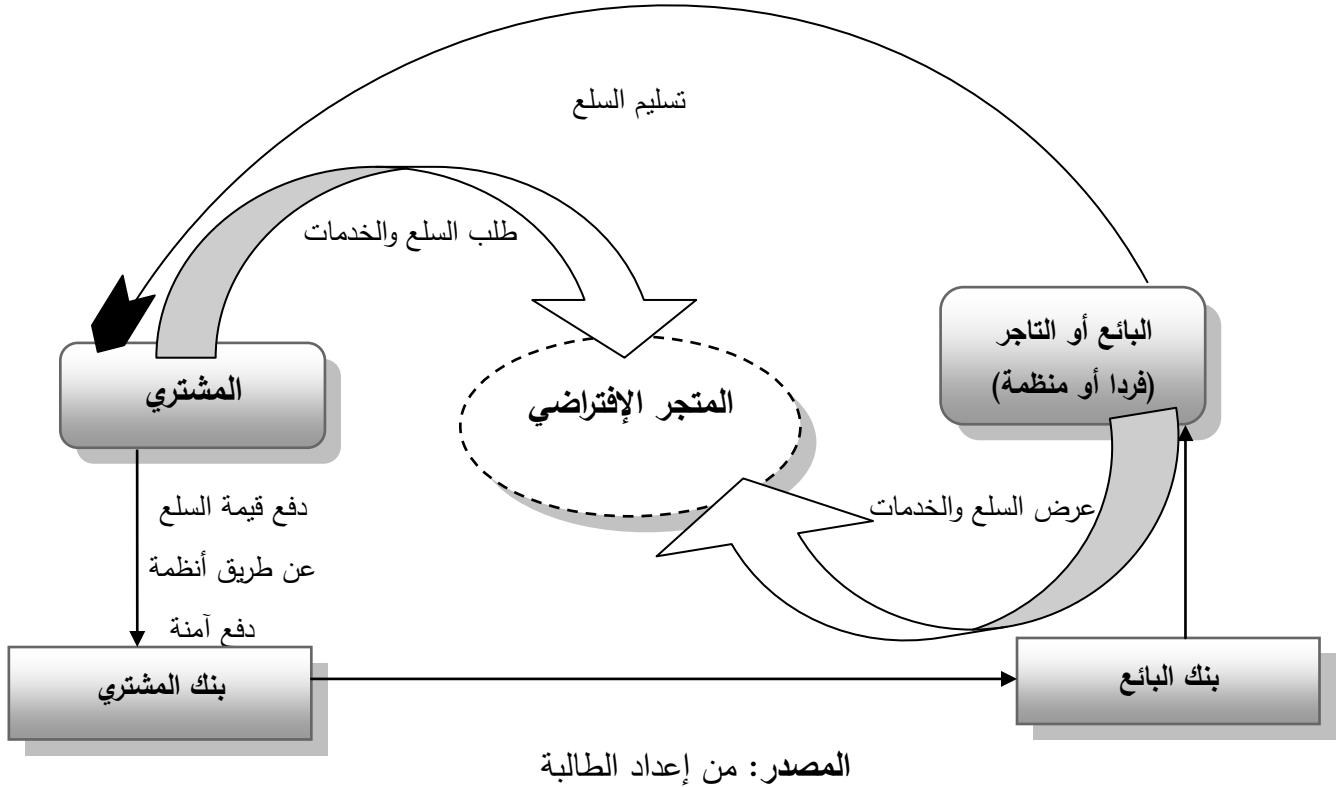 تسليم السلع
طلب السلع والخدمات
البائع أو التاجر
(فردا أو منظمة)
المشتري
المتجر الإفتراضي
عرض السلع والخدمات
دفع قيمة السلع
عن طريق أنظمة
دفع آمنة
بنك البائع
بنك المشتري
المصدر: من إعداد الطالبة